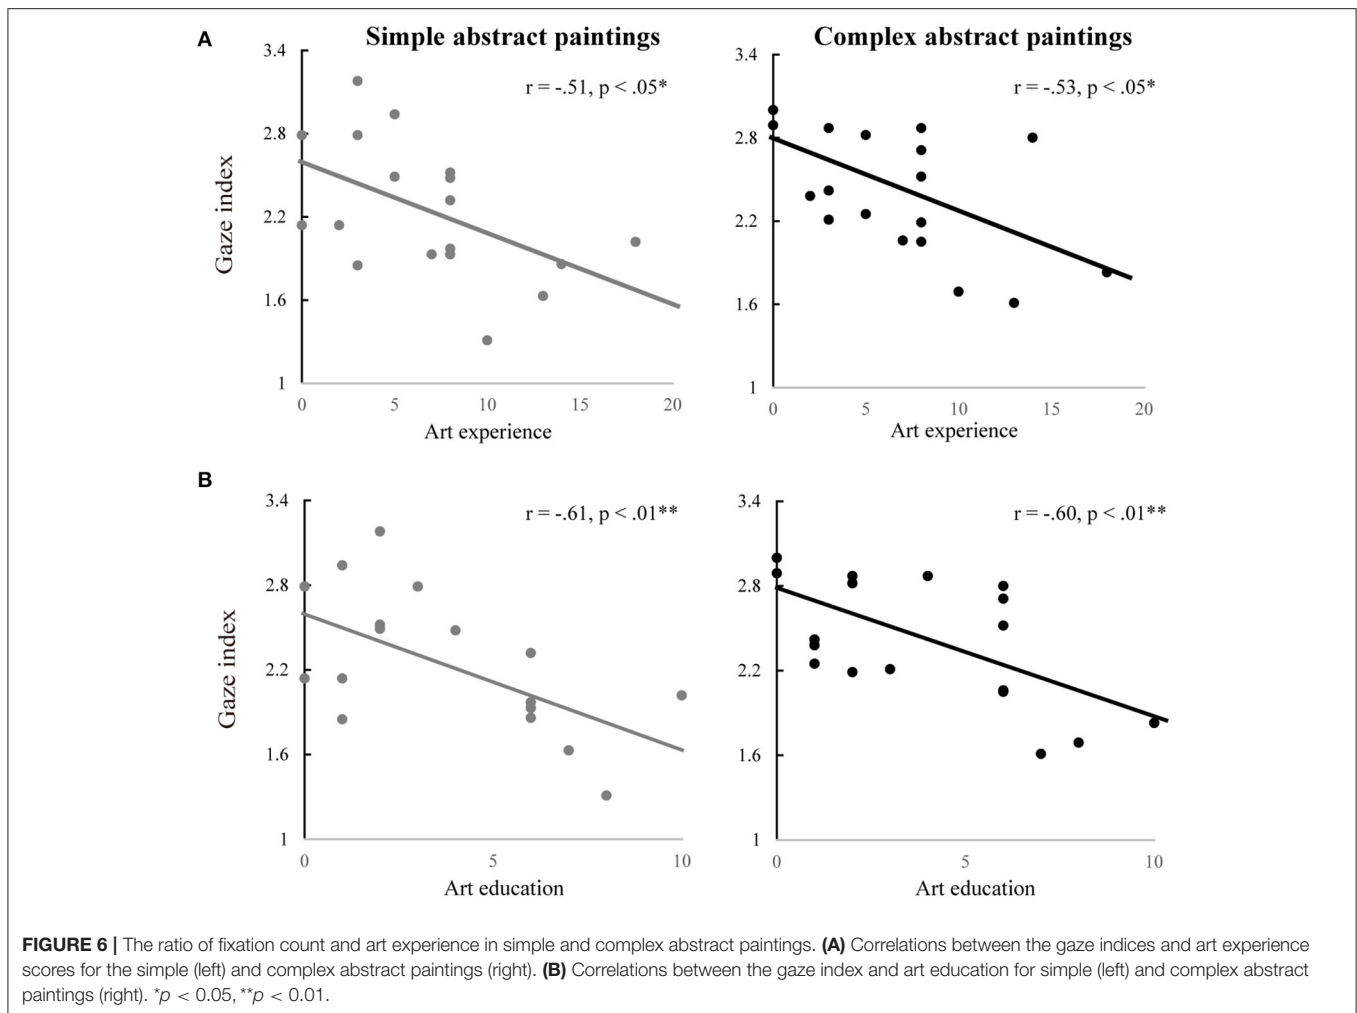 A
Simple abstract paintings
Complex abstract paintings
r = -.51, p < .05*
r = -.53, p < .05*
Gaze index
3.4
2.8
2.2
1.6
1
0 5 10 15 20
Art experience
3.4
2.8
2.2
1.6
1
0 5 10 15 20
Art experience
B
r = -.61, p < .01**
r = -.60, p < .01**
Gaze index
3.4
2.8
2.2
1.6
1
0 5 10
Art education
3.4
2.8
2.2
1.6
1
0 5 10
Art education
FIGURE 6 | The ratio of fixation count and art experience in simple and complex abstract paintings. (A) Correlations between the gaze indices and art experience
scores for the simple (left) and complex abstract paintings (right). (B) Correlations between the gaze index and art education for simple (left) and complex abstract
paintings (right). *p < 0.05, **p < 0.01.